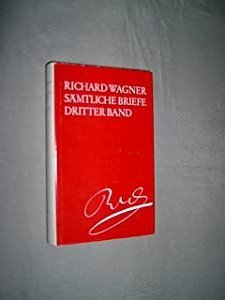 RICHARD WAGNER
SÄMTLICHE BRIEFE
DRITTER BAND